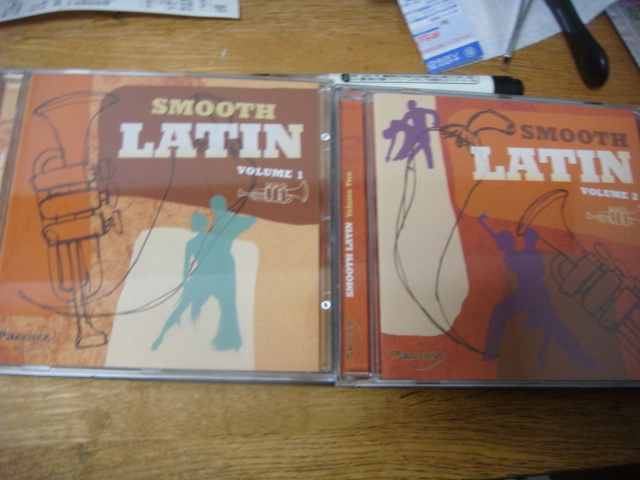 SMOOTH
LATIN
VOLUME 1
SMOOTH LATIN Volume Two
SMOOTH
LATIN
VOLUME 2